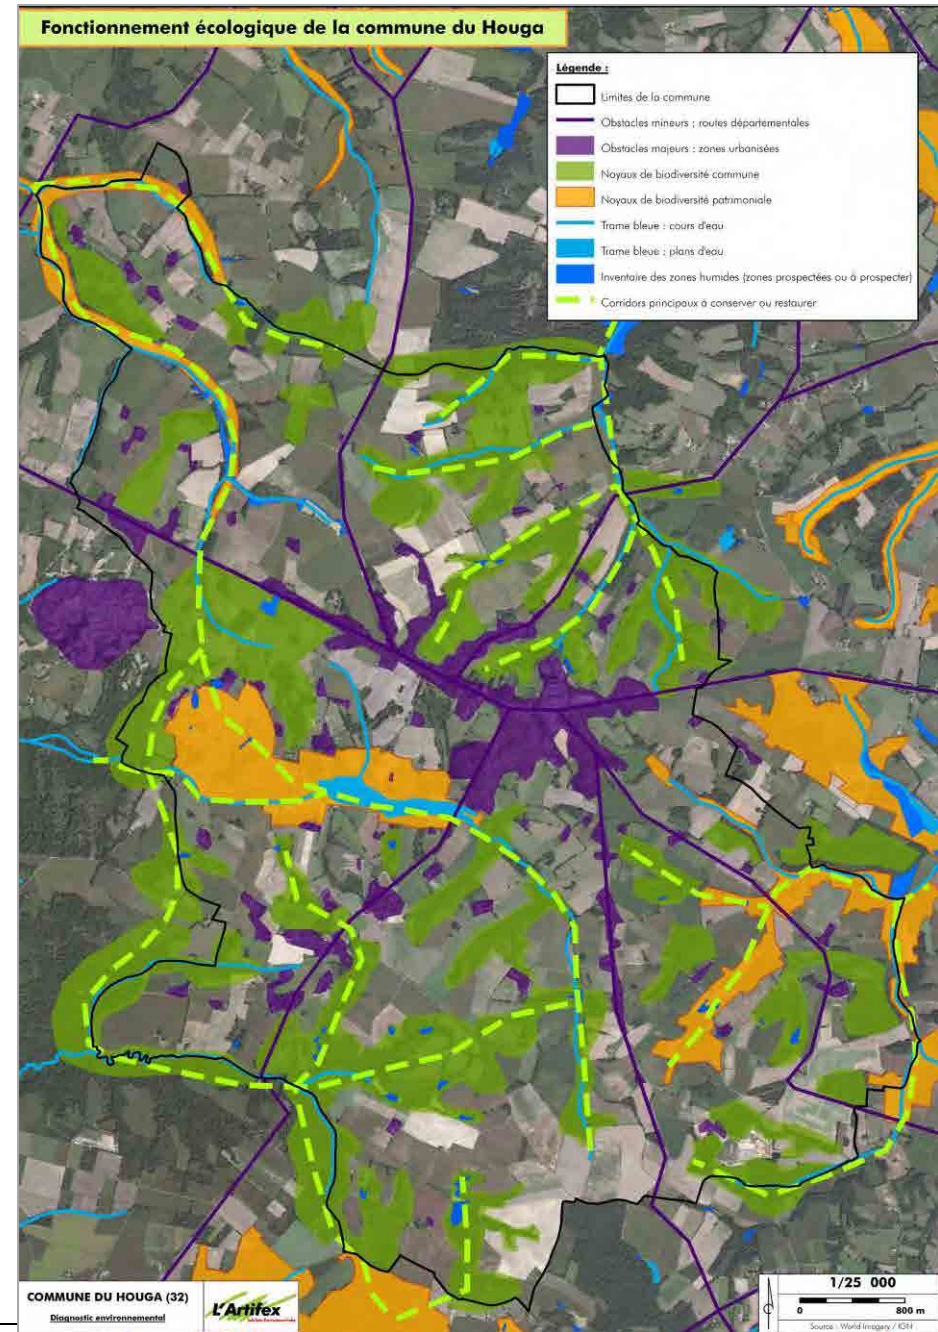 Fonctionnement écologique de la commune du Houga
Légende :
Limites de la commune
Obstacles mineurs : routes départementales
Obstacles majeurs : zones urbanisées
Noyaux de biodiversité commune
Noyaux de biodiversité patrimoniale
Trame bleue : cours d'eau
Trame bleue : plans d'eau
Inventaire des zones humides (zones prospectées ou à prospecter)
Corridors principaux à conserver ou restaurer
COMMUNE DU HOUGA (32)
Diagnostic environnemental
L'Artifex
1/25 000
0 800 m
Source : World Imagery / IGN